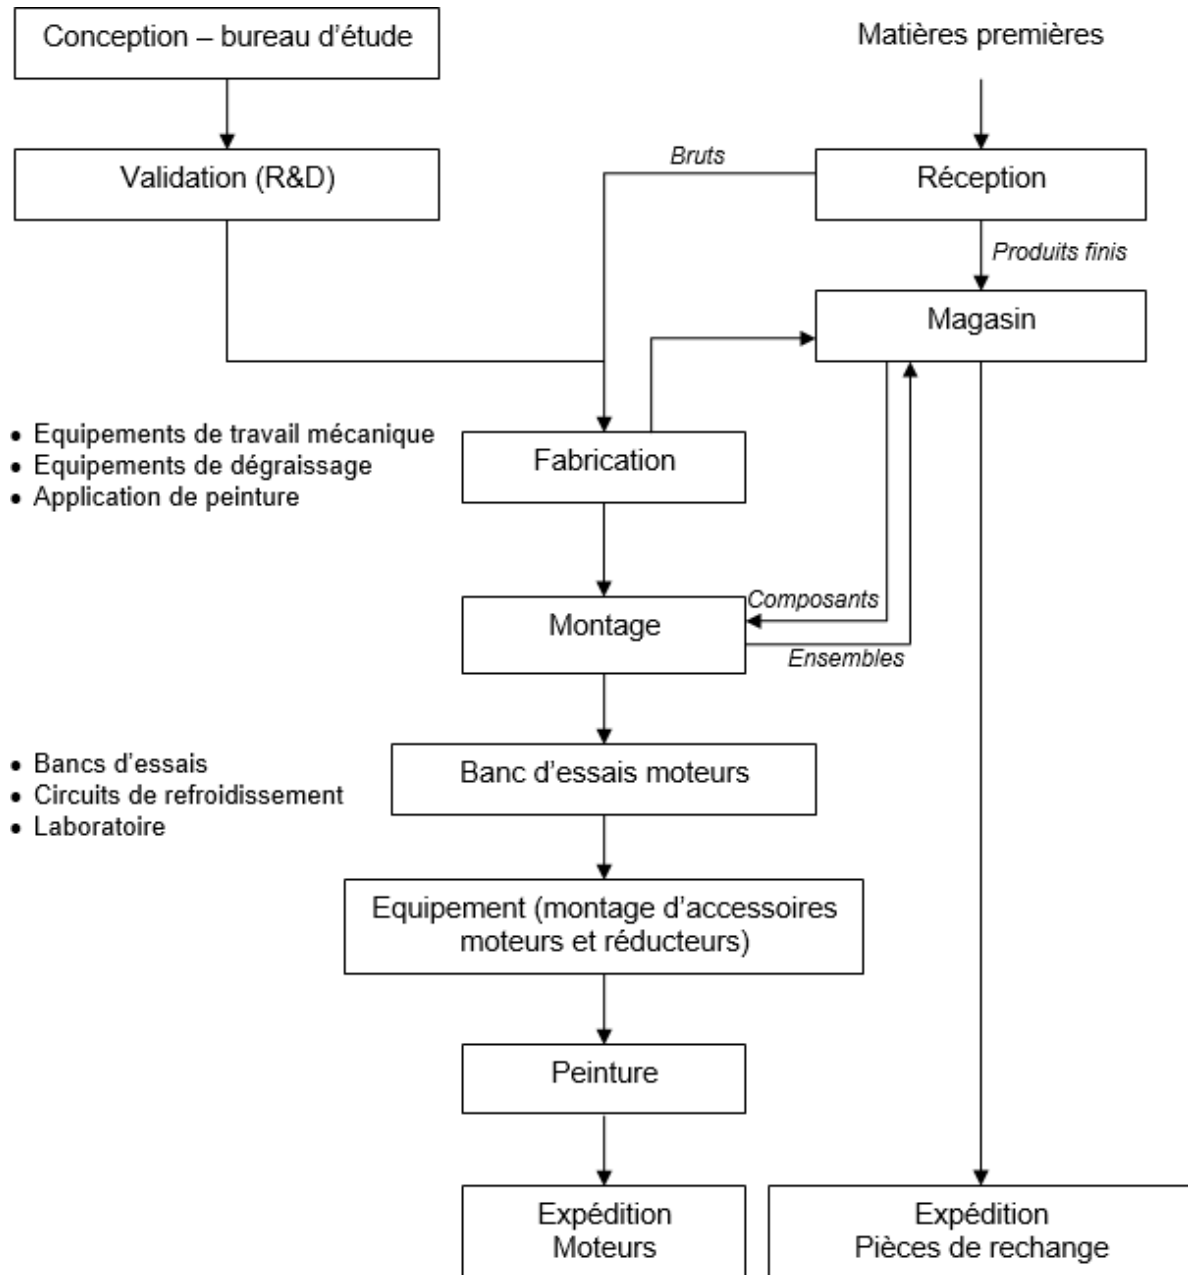 Conception – bureau d'étude
Matières premières
Validation (R&D)
Bruts
Réception
Produits finis
Magasin
• Equipements de travail mécanique
• Equipements de dégraissage
• Application de peinture
Fabrication
Composants
Montage
Ensembles
• Bancs d'essais
• Circuits de refroidissement
• Laboratoire
Banc d'essais moteurs
Equipement (montage d'accessoires
moteurs et réducteurs)
Peinture
Expédition
Moteurs
Expédition
Pièces de rechange